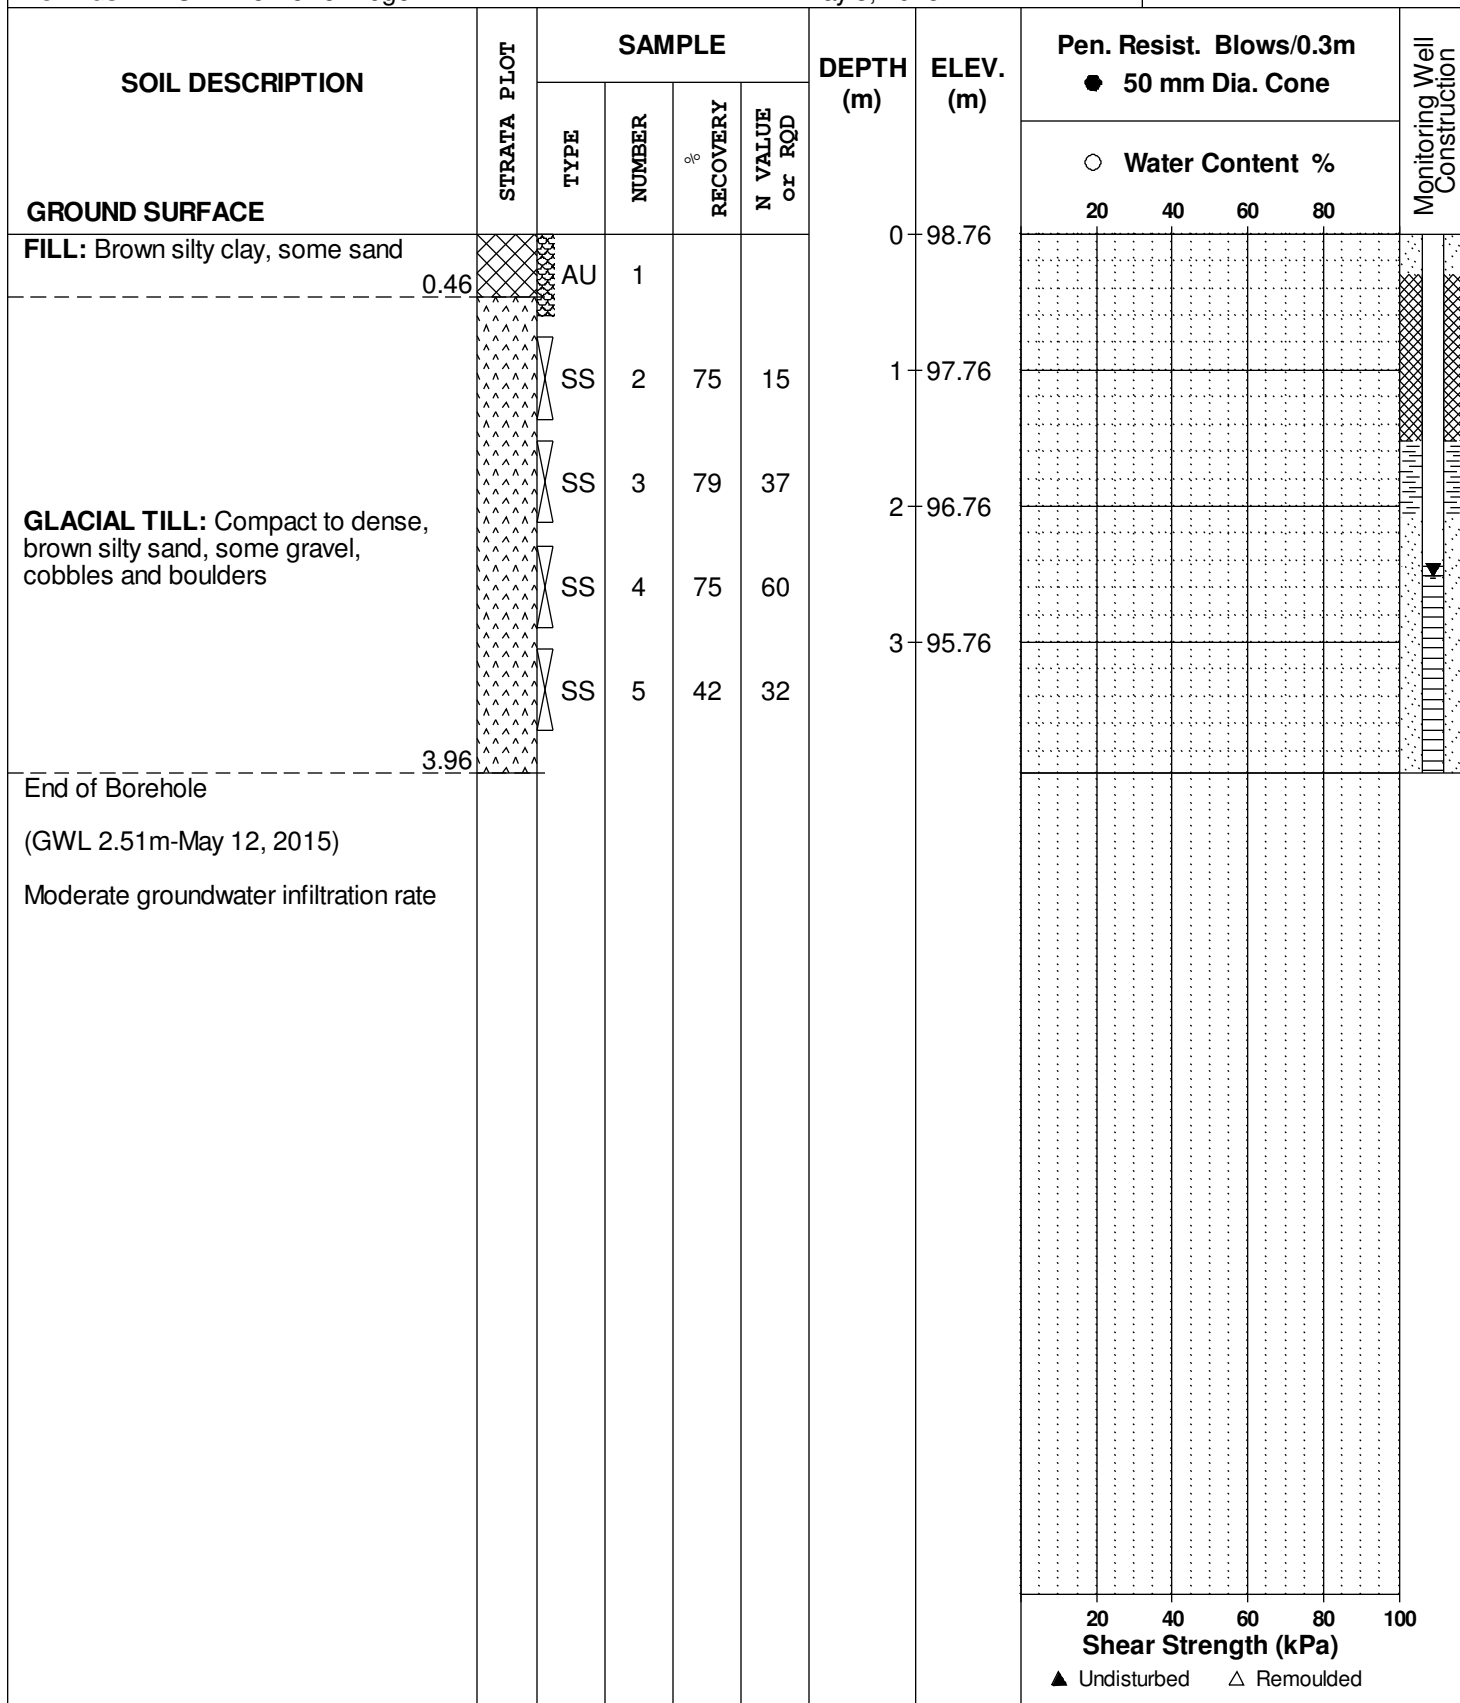 SOIL DESCRIPTION
GROUND SURFACE
STRATA PLOT
SAMPLE
TYPE
NUMBER
% RECOVERY
N VALUE or RQD
DEPTH (m)
ELEV. (m)
Pen. Resist. Blows/0.3m
● 50 mm Dia. Cone
○ Water Content %
20 40 60 80
Monitoring Well Construction
FILL: Brown silty clay, some sand
0.46
AU 1
0 98.76
SS 2 75 15
1 97.76
SS 3 79 37
2 96.76
GLACIAL TILL: Compact to dense,
brown silty sand, some gravel,
cobbles and boulders
SS 4 75 60
3 95.76
SS 5 42 32
3.96
End of Borehole
(GWL 2.51m-May 12, 2015)
Moderate groundwater infiltration rate
20 40 60 80 100
Shear Strength (kPa)
▲ Undisturbed △ Remoulded